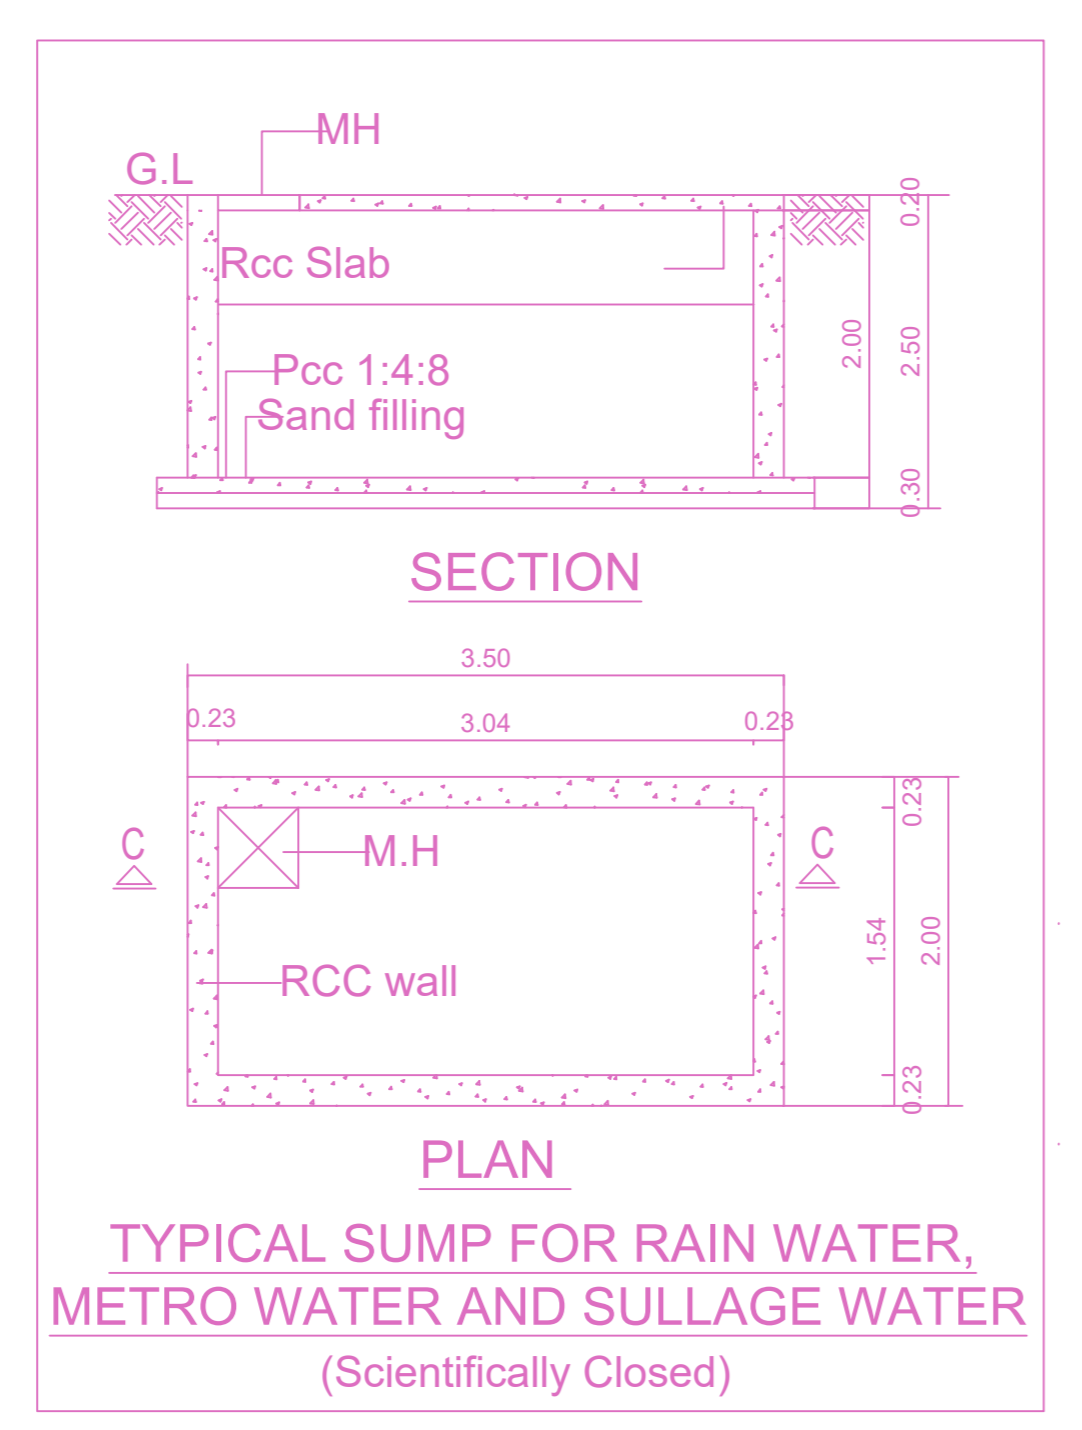 MH
G.L
0.20
Rcc Slab
2.00
2.50
Pcc 1:4:8
Sand filling
0.30
SECTION
3.50
0.23
3.04
0.23
0.23
C
M.H
C
1.54
2.00
RCC wall
0.23
PLAN
TYPICAL SUMP FOR RAIN WATER,
METRO WATER AND SULLAGE WATER
(Scientifically Closed)